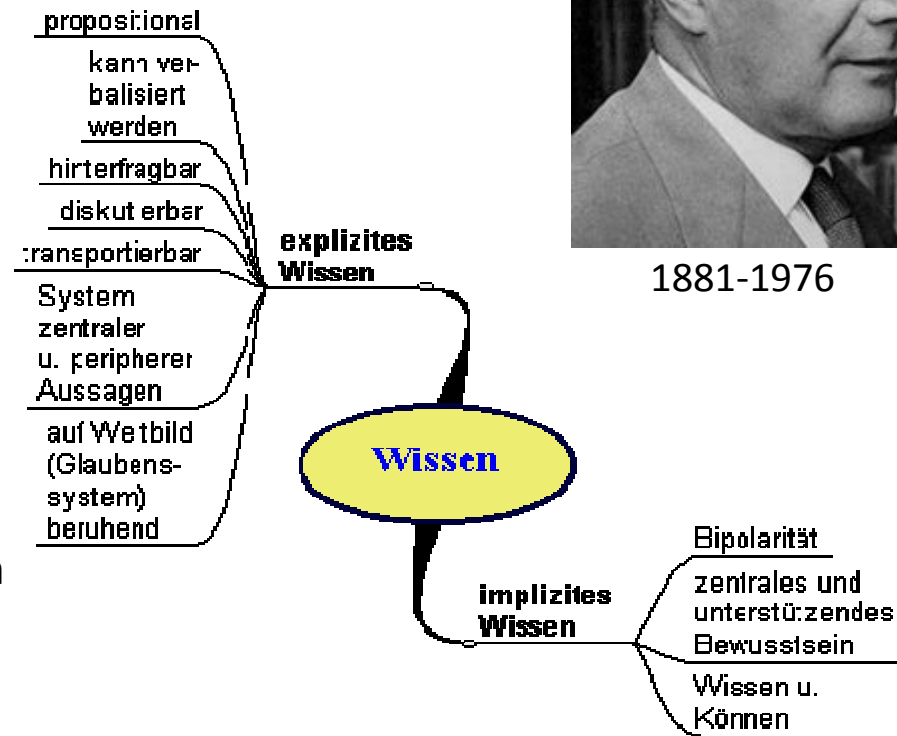 propositional
kann ver-
balisiert
werden
hinterfragbar
diskutierbar
transportierbar
System
zentraler
u. peripherer
Aussagen
auf Weltbild
(Glaubens-
system)
beruhend
explizites
Wissen
1881-1976
Wissen
implizites
Wissen
Bipolarität
zentrales und
unterstützendes
Bewusstsein
Wissen u.
Können